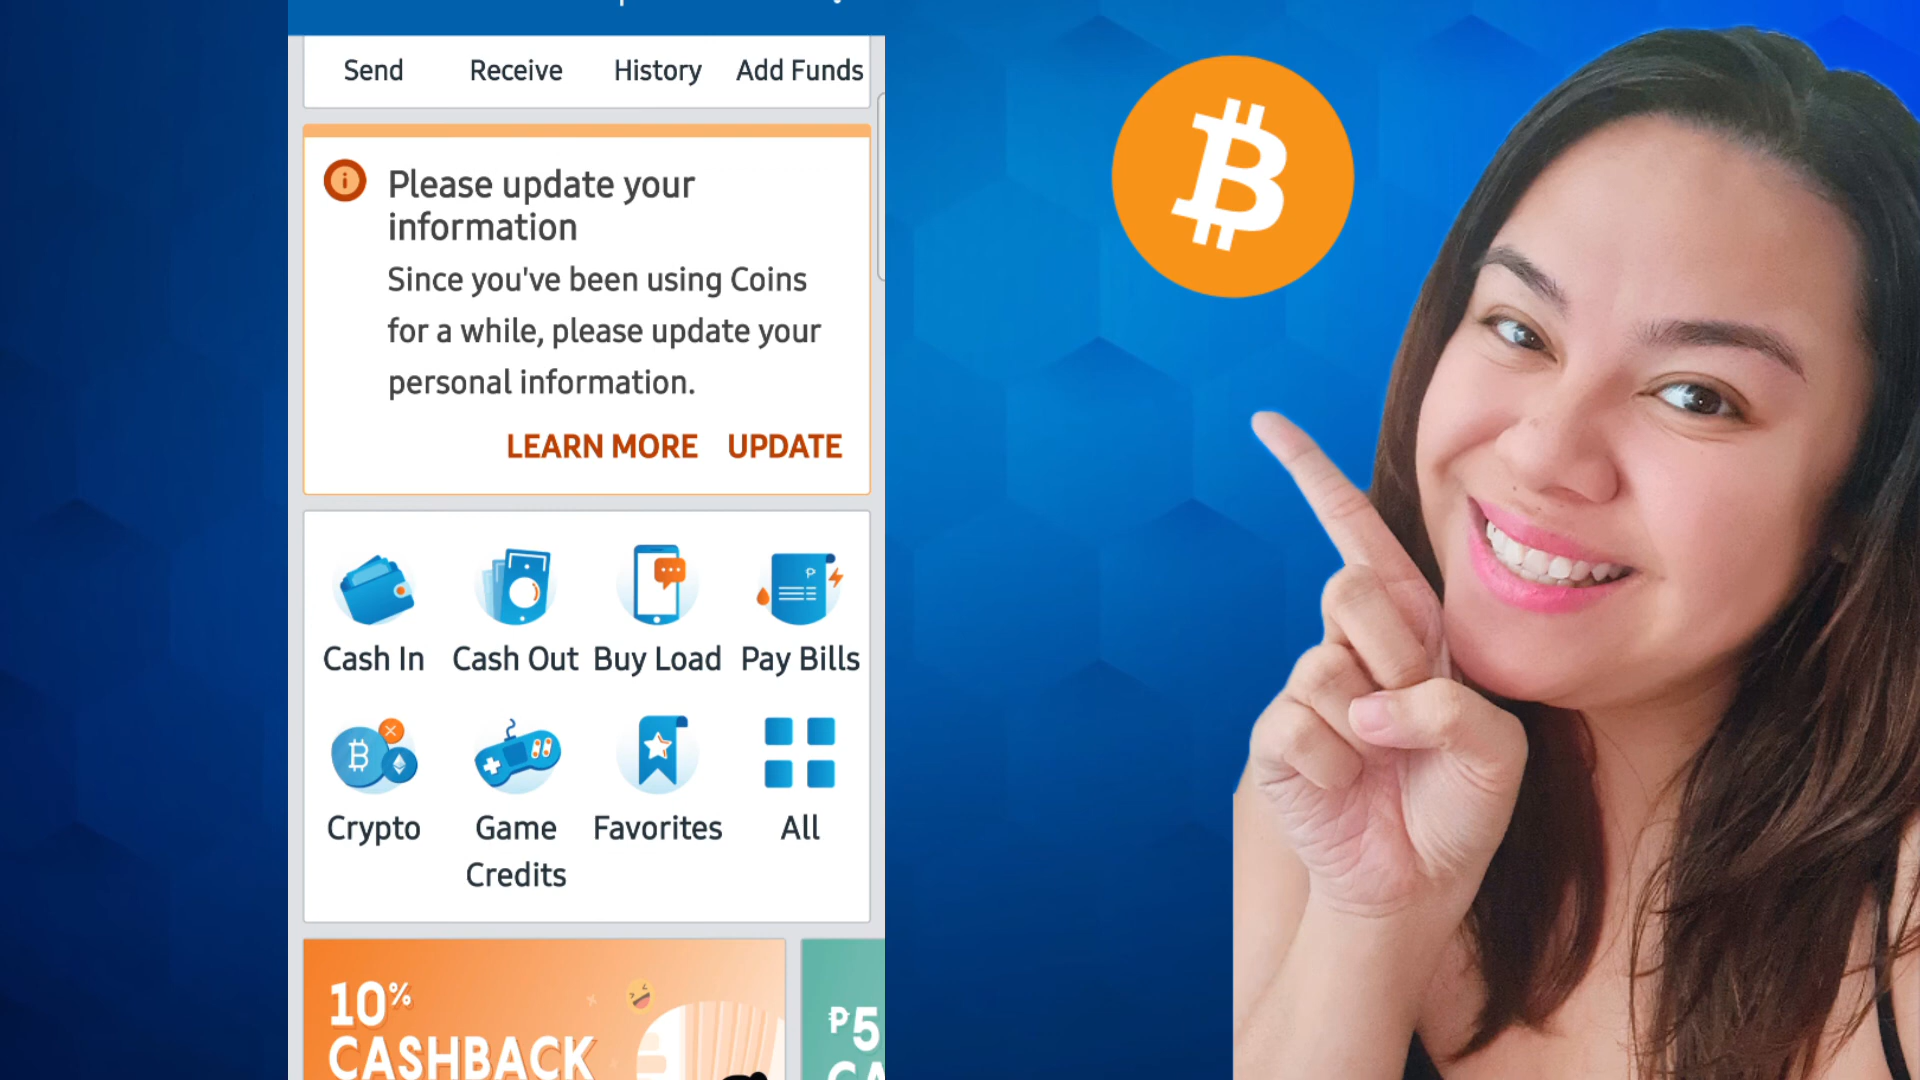 Send Receive History Add Funds
Please update your
information
Since you've been using Coins
for a while, please update your
personal information.
LEARN MORE UPDATE
Cash In Cash Out Buy Load Pay Bills
Crypto Game Favorites All
Credits
10%
CASHBACK
₱5